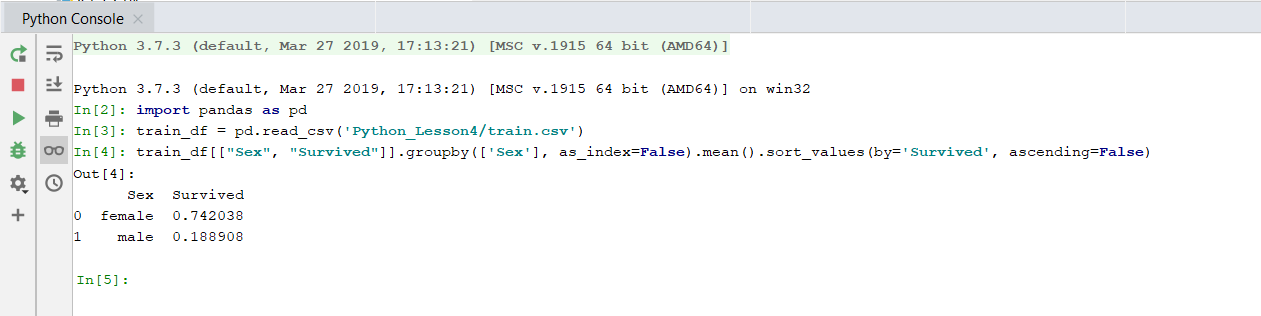 Python Console
Python 3.7.3 (default, Mar 27 2019, 17:13:21) [MSC v.1915 64 bit (AMD64)]
Python 3.7.3 (default, Mar 27 2019, 17:13:21) [MSC v.1915 64 bit (AMD64)] on win32
In[2]: import pandas as pd
In[3]: train_df = pd.read_csv('Python_Lesson4/train.csv')
In[4]: train_df[["Sex", "Survived"]].groupby(['Sex'], as_index=False).mean().sort_values(by='Survived', ascending=False)
Out[4]:
      Sex  Survived
0  female  0.742038
1    male  0.188908
In[5]: